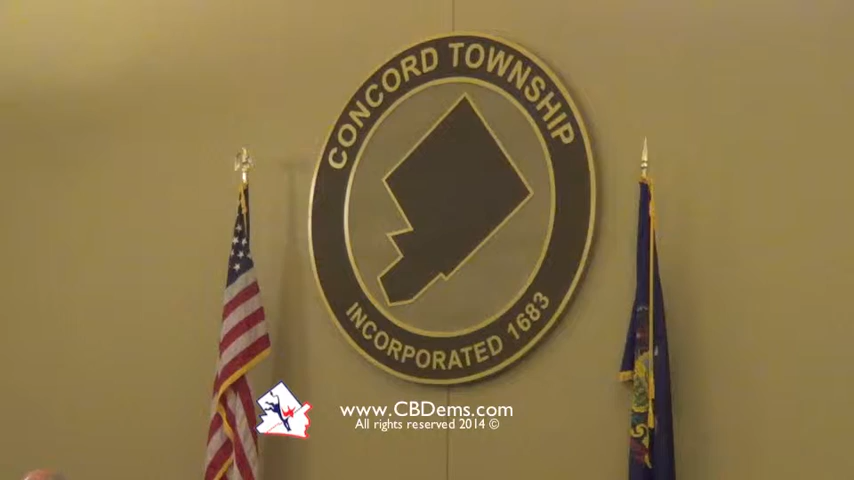 CONCORD TOWNSHIP
INCORPORATED 1683
www.CBDems.com
All rights reserved 2014 ©